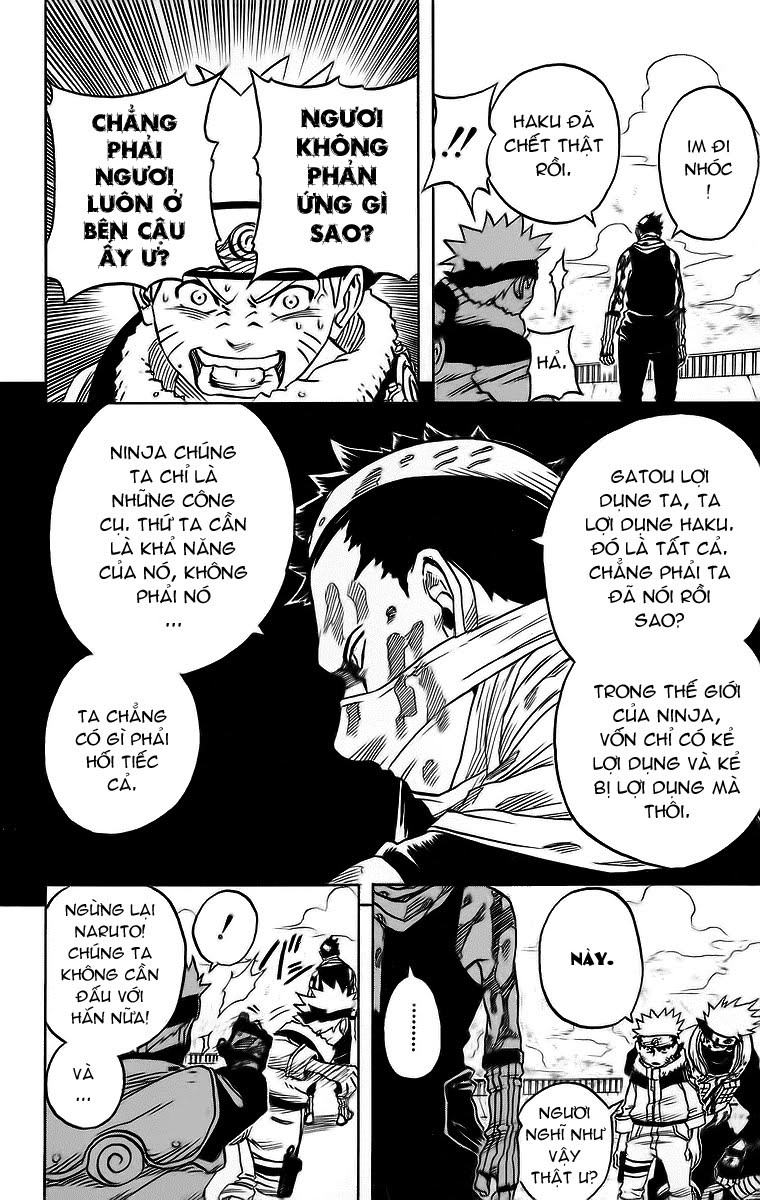 IM ĐI
NHÓC
!
HAKU ĐÃ
CHẾT THẬT
RỒI.
!!
HẢ.
NGƯƠI
KHÔNG
PHẢN
ỨNG GÌ
SAO?
CHẲNG
PHẢI
NGƯƠI
LUÔN Ở
BÊN CẬU
ẤY Ư?
GATOU LỢI
DỤNG TA, TA
LỢI DỤNG HAKU.
ĐÓ LÀ TẤT CẢ.
CHẲNG PHẢI TA
ĐÃ NÓI RỒI
SAO?
TRONG THẾ GIỚI
CỦA NINJA,
VỐN CHỈ CÓ KẺ
LỢI DỤNG VÀ KẺ
BỊ LỢI DỤNG MÀ
THÔI.
NINJA CHÚNG
TA CHỈ LÀ
NHỮNG CÔNG
CỤ. THỨ TA CẦN
LÀ KHẢ NĂNG
CỦA NÓ, KHÔNG
PHẢI NÓ
...
TA CHẲNG
CÓ GÌ PHẢI
HỐI TIẾC
CẢ.
NÀY.
NGƯƠI
NGHĨ NHƯ
VẬY
THẬT Ư?
........
!
NGỪNG LẠI
NARUTO!
CHÚNG TA
KHÔNG CẦN
ĐẤU VỚI
HẮN NỮA!
VÀ
...